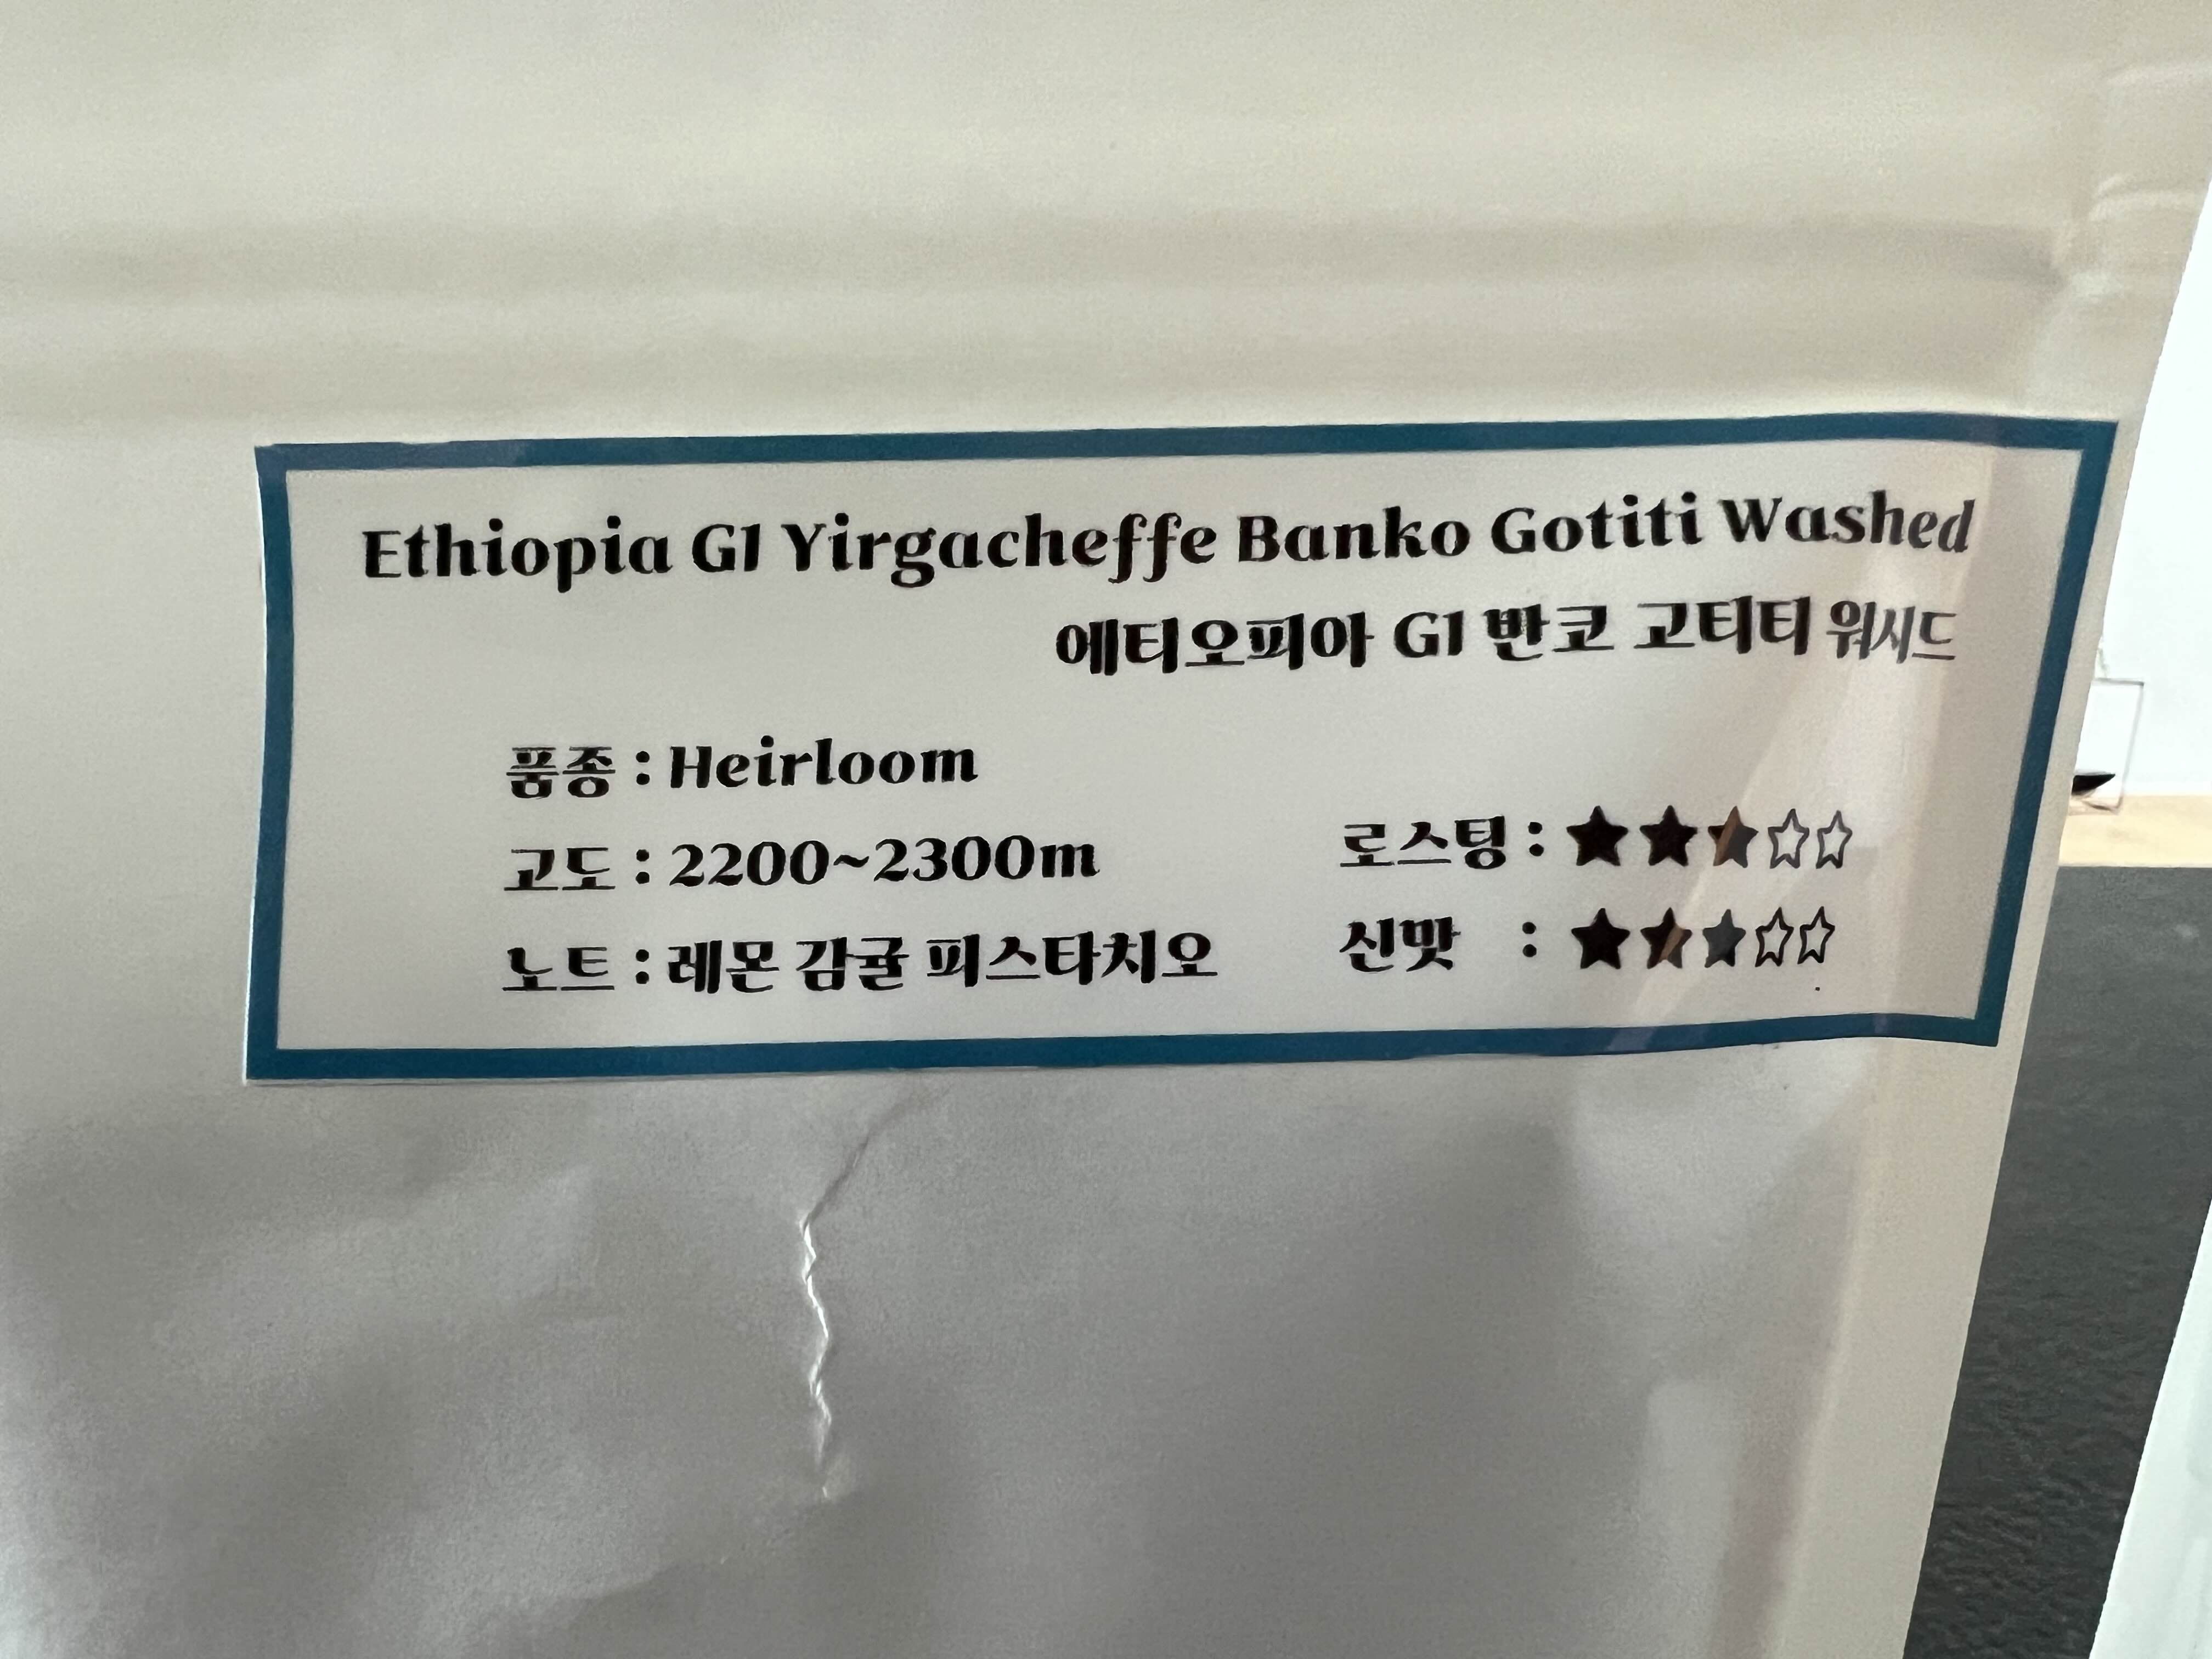 Ethiopia G1 Yirgacheffe Banko Gotiti Washed
에티오피아 G1 반코 고티티 워시드
품종 : Heirloom
고도 : 2200~2300m
로스팅 : ★★★☆☆
노트 : 레몬 감귤 피스타치오
신맛 : ★★★☆☆